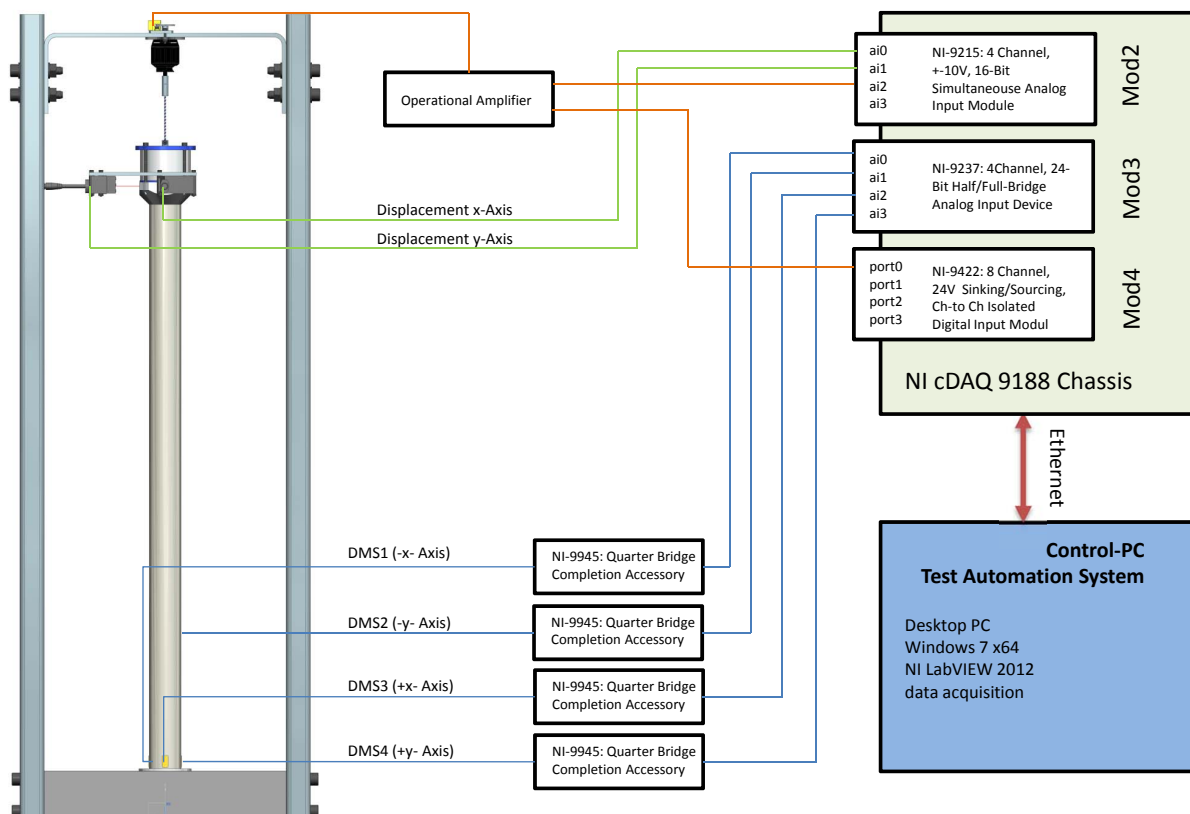 Operational Amplifier
ai0
ai1
ai2
ai3
NI-9215: 4 Channel,
+-10V, 16-Bit
Simultaneouse Analog
Input Module
Mod2
ai0
ai1
ai2
ai3
NI-9237: 4Channel, 24-
Bit Half/Full-Bridge
Analog Input Device
Mod3
port0
port1
port2
port3
NI-9422: 8 Channel,
24V Sinking/Sourcing,
Ch-to Ch Isolated
Digital Input Modul
Mod4
NI cDAQ 9188 Chassis
Displacement x-Axis
Displacement y-Axis
Ethernet
DMS1 (-x- Axis)
NI-9945: Quarter Bridge
Completion Accessory
DMS2 (-y- Axis)
NI-9945: Quarter Bridge
Completion Accessory
DMS3 (+x- Axis)
NI-9945: Quarter Bridge
Completion Accessory
DMS4 (+y- Axis)
NI-9945: Quarter Bridge
Completion Accessory
Control-PC
Test Automation System
Desktop PC
Windows 7 x64
NI LabVIEW 2012
data acquisition